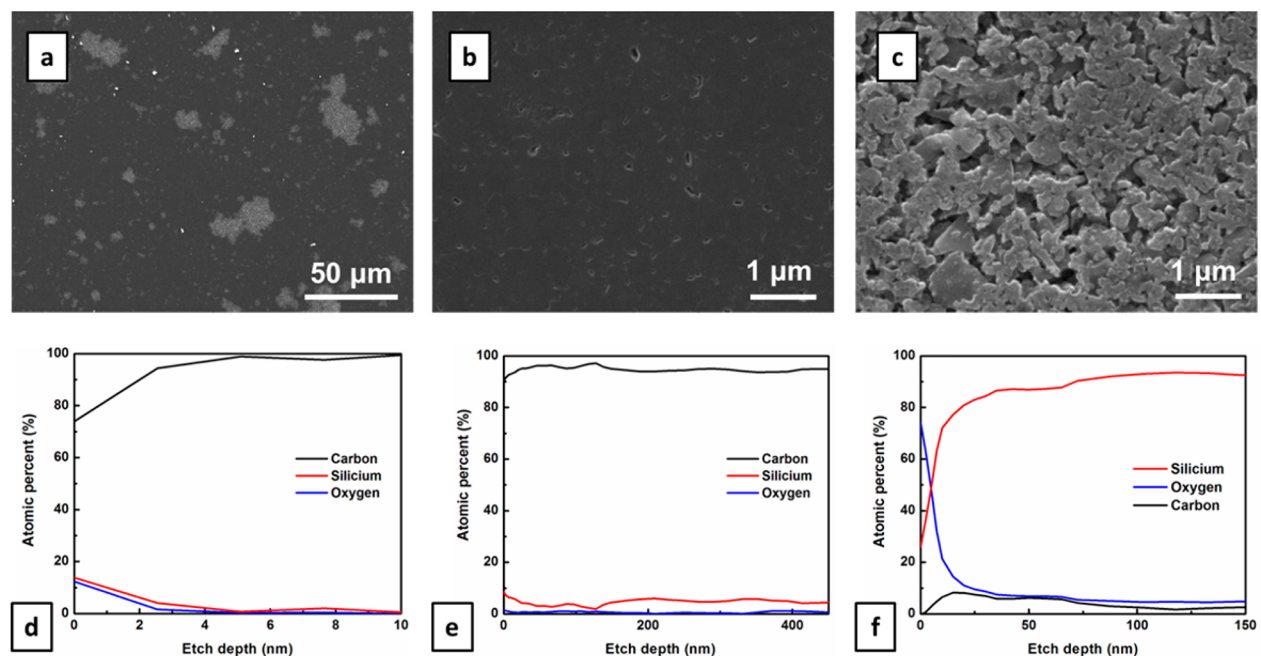 a
50 µm
b
1 µm
c
1 µm
100
80
60
40
20
0
Atomic percent (%)
Carbon
Silicium
Oxygen
0 2 4 6 8 10
Etch depth (nm)
d
100
80
60
40
20
0
Atomic percent (%)
Carbon
Silicium
Oxygen
0 200 400
Etch depth (nm)
e
100
80
60
40
20
0
Atomic percent (%)
Silicium
Oxygen
Carbon
0 50 100 150
Etch depth (nm)
f